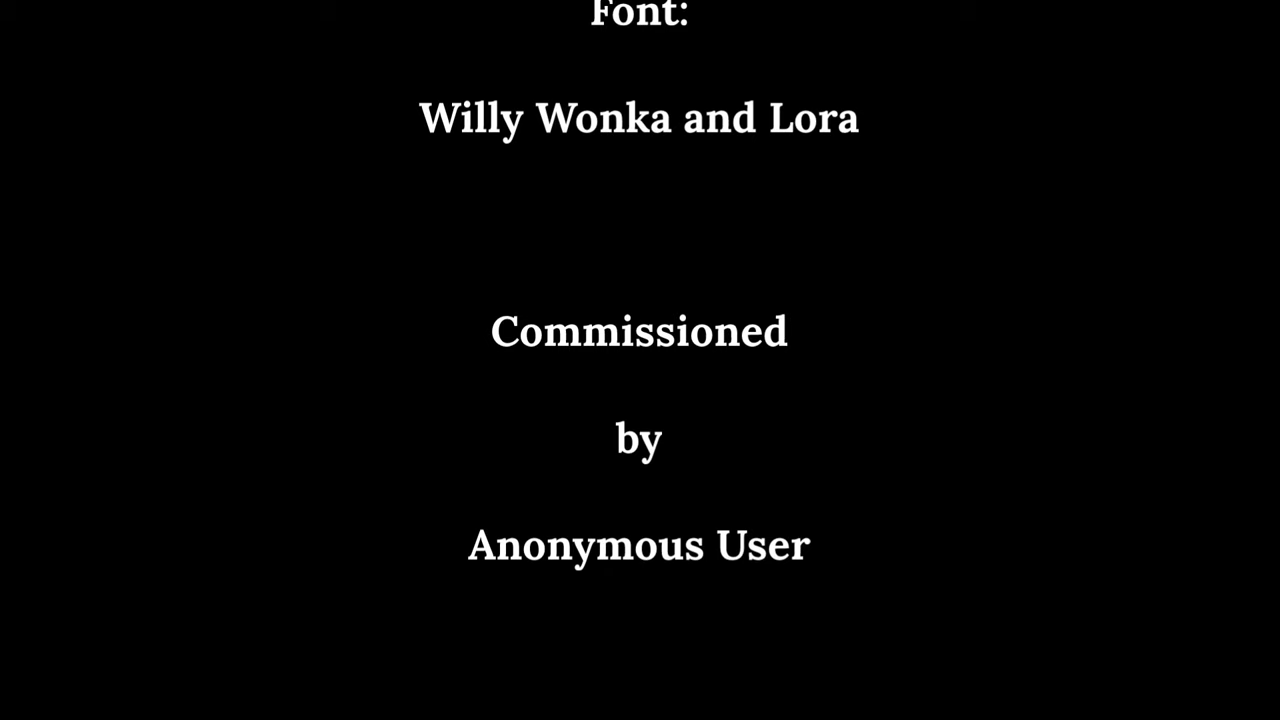 Font:
Willy Wonka and Lora
Commissioned
by
Anonymous User